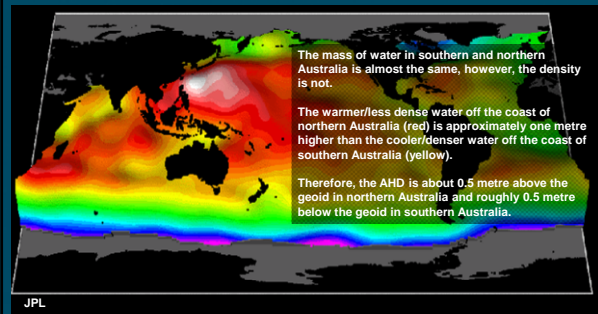 The mass of water in southern and northern
Australia is almost the same, however, the density
is not.
The warmer/less dense water off the coast of
northern Australia (red) is approximately one metre
higher than the cooler/denser water off the coast of
southern Australia (yellow).
Therefore, the AHD is about 0.5 metre above the
geoid in northern Australia and roughly 0.5 metre
below the geoid in southern Australia.
JPL